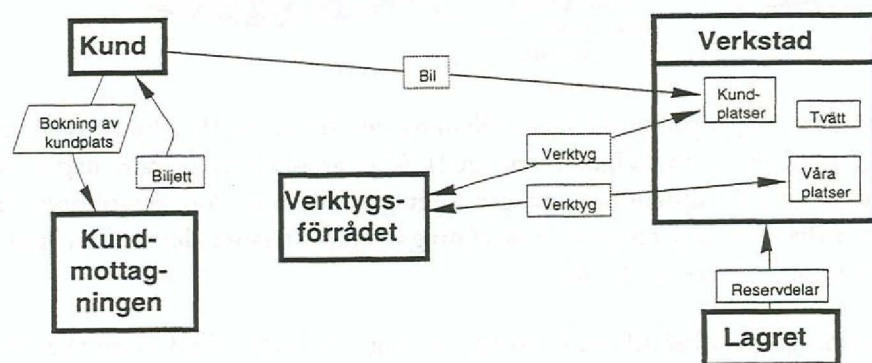 Kund
Verkstad
Bil
Kund-
platser
Tvätt
Bokning av
kundplats
Verktyg
Biljett
Våra
platser
Verktygs-
förrådet
Verktyg
Kund-
mottag-
ningen
Reservdelar
Lagret